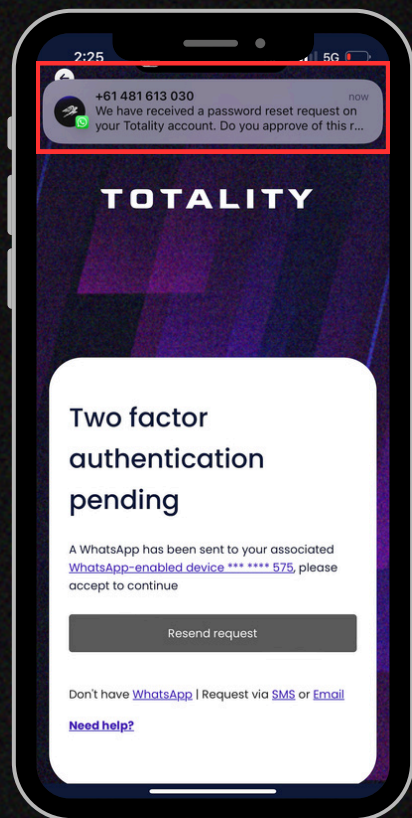 2:25
5G
+61 481 613 030
now
We have received a password reset request on
your Totality account. Do you approve of this r...
TOTALITY
Two factor
authentication
pending
A WhatsApp has been sent to your associated
WhatsApp-enabled device *** **** 575, please
accept to continue
Resend request
Don't have WhatsApp | Request via SMS or Email
Need help?